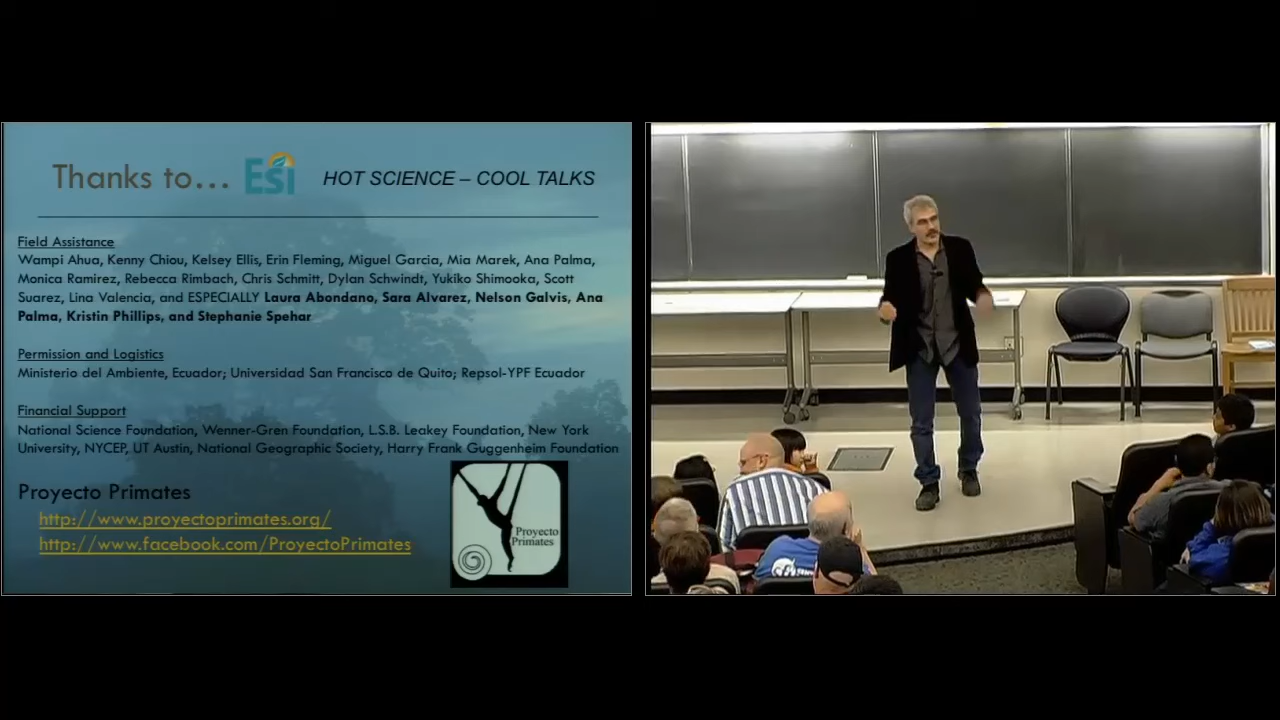 Thanks to... ESI HOT SCIENCE – COOL TALKS
Field Assistance
Wampi Ahua, Kenny Chiou, Kelsey Ellis, Erin Fleming, Miguel Garcia, Mia Marek, Ana Palma,
Monica Ramirez, Rebecca Rimbach, Chris Schmitt, Dylan Schwindt, Yukiko Shimooka, Scott
Suarez, Lina Valencia, and ESPECIALLY Laura Abondano, Sara Alvarez, Nelson Galvis, Ana
Palma, Kristin Phillips, and Stephanie Spehar
Permission and Logistics
Ministerio del Ambiente, Ecuador; Universidad San Francisco de Quito; Repsol-YPF Ecuador
Financial Support
National Science Foundation, Wenner-Gren Foundation, L.S.B. Leakey Foundation, New York
University, NYCEP, UT Austin, National Geographic Society, Harry Frank Guggenheim Foundation
Proyecto Primates
http://www.proyectoprimates.org/
http://www.facebook.com/ProyectoPrimates
Proyecto
Primates